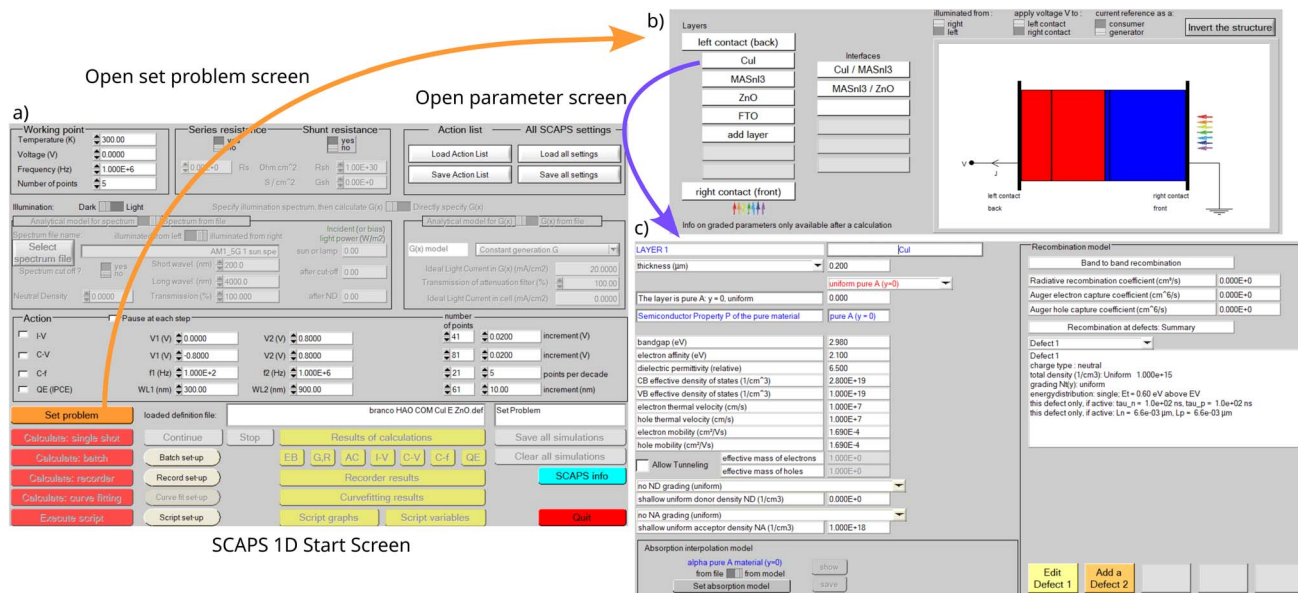 Open set problem screen
Open parameter screen
a)
Working point
Temperature (K) 300.00
Voltage (V) 0.0000
Frequency (Hz) 1.000E+6
Number of points 5
Series resistance Shunt resistance
yes yes
no no
0.00E+0 Rs Ohm.cm^2 Rsh 1.00E+30
S / cm^2 Gsh 0.00E+0
Action list All SCAPS settings
Load Action List Load all settings
Save Action List Save all settings
Illumination: Dark Light Specify illumination spectrum, then calculate G(x) Directly specify G(x)
Analytical model for spectrum Spectrum from file
Spectrum file name illuminated from left illuminated from right
Incident (or bias)
light power (W/m2)
Select
spectrum file
AM1_5G 1 sun.spe sun or lamp 0.00
Spectrum cut off ? yes
no
Short wavel. (nm) 200.0
Long wavel. (nm) 4000.0
after cut-off 0.00
Neutral Density 0.0000 Transmission (%) 100.000 after ND 0.00
Analytical model for G(x) G(x) from file
G(x) model Constant generation G
Ideal Light Current in G(x) (mA/cm2) 20.0000
Transmission of attenuation filter (%) 100.00
Ideal Light Current in cell (mA/cm2) 0.0000
Action Pause at each step
number
of points
I-V V1 (V) 0.0000 V2 (V) 0.8000 41 0.0200 increment (V)
C-V V1 (V) -0.8000 V2 (V) 0.8000 81 0.0200 increment (V)
C-f f1 (Hz) 1.000E+2 f2 (Hz) 1.000E+6 21 5 points per decade
QE (IPCE) WL1 (nm) 300.00 WL2 (nm) 900.00 61 10.00 increment (nm)
Set problem loaded definition file: branco HAO COM CuI E ZnO.def Set Problem
Calculate: single shot Continue Stop Results of calculations Save all simulations
Calculate: batch Batch set-up EB G,R AC I-V C-V C-f QE Clear all simulations
Calculate: recorder Record set-up Recorder results SCAPS info
Calculate: curve fitting Curve fit set-up Curvefitting results
Execute script Script set-up Script graphs Script variables Quit
SCAPS 1D Start Screen
b)
Layers
left contact (back)
CuI
MASnI3
ZnO
FTO
add layer
right contact (front)
Info on graded parameters only available after a calculation
Interfaces
CuI / MASnI3
MASnI3 / ZnO
illuminated from :
right
left
apply voltage V to :
left contact
right contact
current reference as a:
consumer
generator
Invert the structure
V
J
left contact
back
right contact
front
c)
LAYER 1 CuI
thickness (µm) 0.200
uniform pure A (y=0)
The layer is pure A: y = 0, uniform 0.000
Semiconductor Property P of the pure material pure A (y = 0)
bandgap (eV) 2.980
electron affinity (eV) 2.100
dielectric permittivity (relative) 6.500
CB effective density of states (1/cm^3) 2.800E+19
VB effective density of states (1/cm^3) 1.000E+19
electron thermal velocity (cm/s) 1.000E+7
hole thermal velocity (cm/s) 1.000E+7
electron mobility (cm²/Vs) 1.690E-4
hole mobility (cm²/Vs) 1.690E-4
Allow Tunneling
effective mass of electrons 1.000E+0
effective mass of holes 1.000E+0
no ND grading (uniform)
shallow uniform donor density ND (1/cm3) 0.000E+0
no NA grading (uniform)
shallow uniform acceptor density NA (1/cm3) 1.000E+18
Absorption interpolation model
alpha pure A material (y=0)
from file from model
Set absorption model
show
save
Recombination model
Band to band recombination
Radiative recombination coefficient (cm³/s) 0.000E+0
Auger electron capture coefficient (cm^6/s) 0.000E+0
Auger hole capture coefficient (cm^6/s) 0.000E+0
Recombination at defects: Summary
Defect 1
Defect 1
charge type : neutral
total density (1/cm3): Uniform 1.000e+15
grading Nt(y): uniform
energydistribution: single; Et = 0.60 eV above EV
this defect only, if active: tau_n = 1.0e+02 ns, tau_p = 1.0e+02 ns
this defect only, if active: Ln = 6.6e-03 µm, Lp = 6.6e-03 µm
Edit
Defect 1
Add a
Defect 2